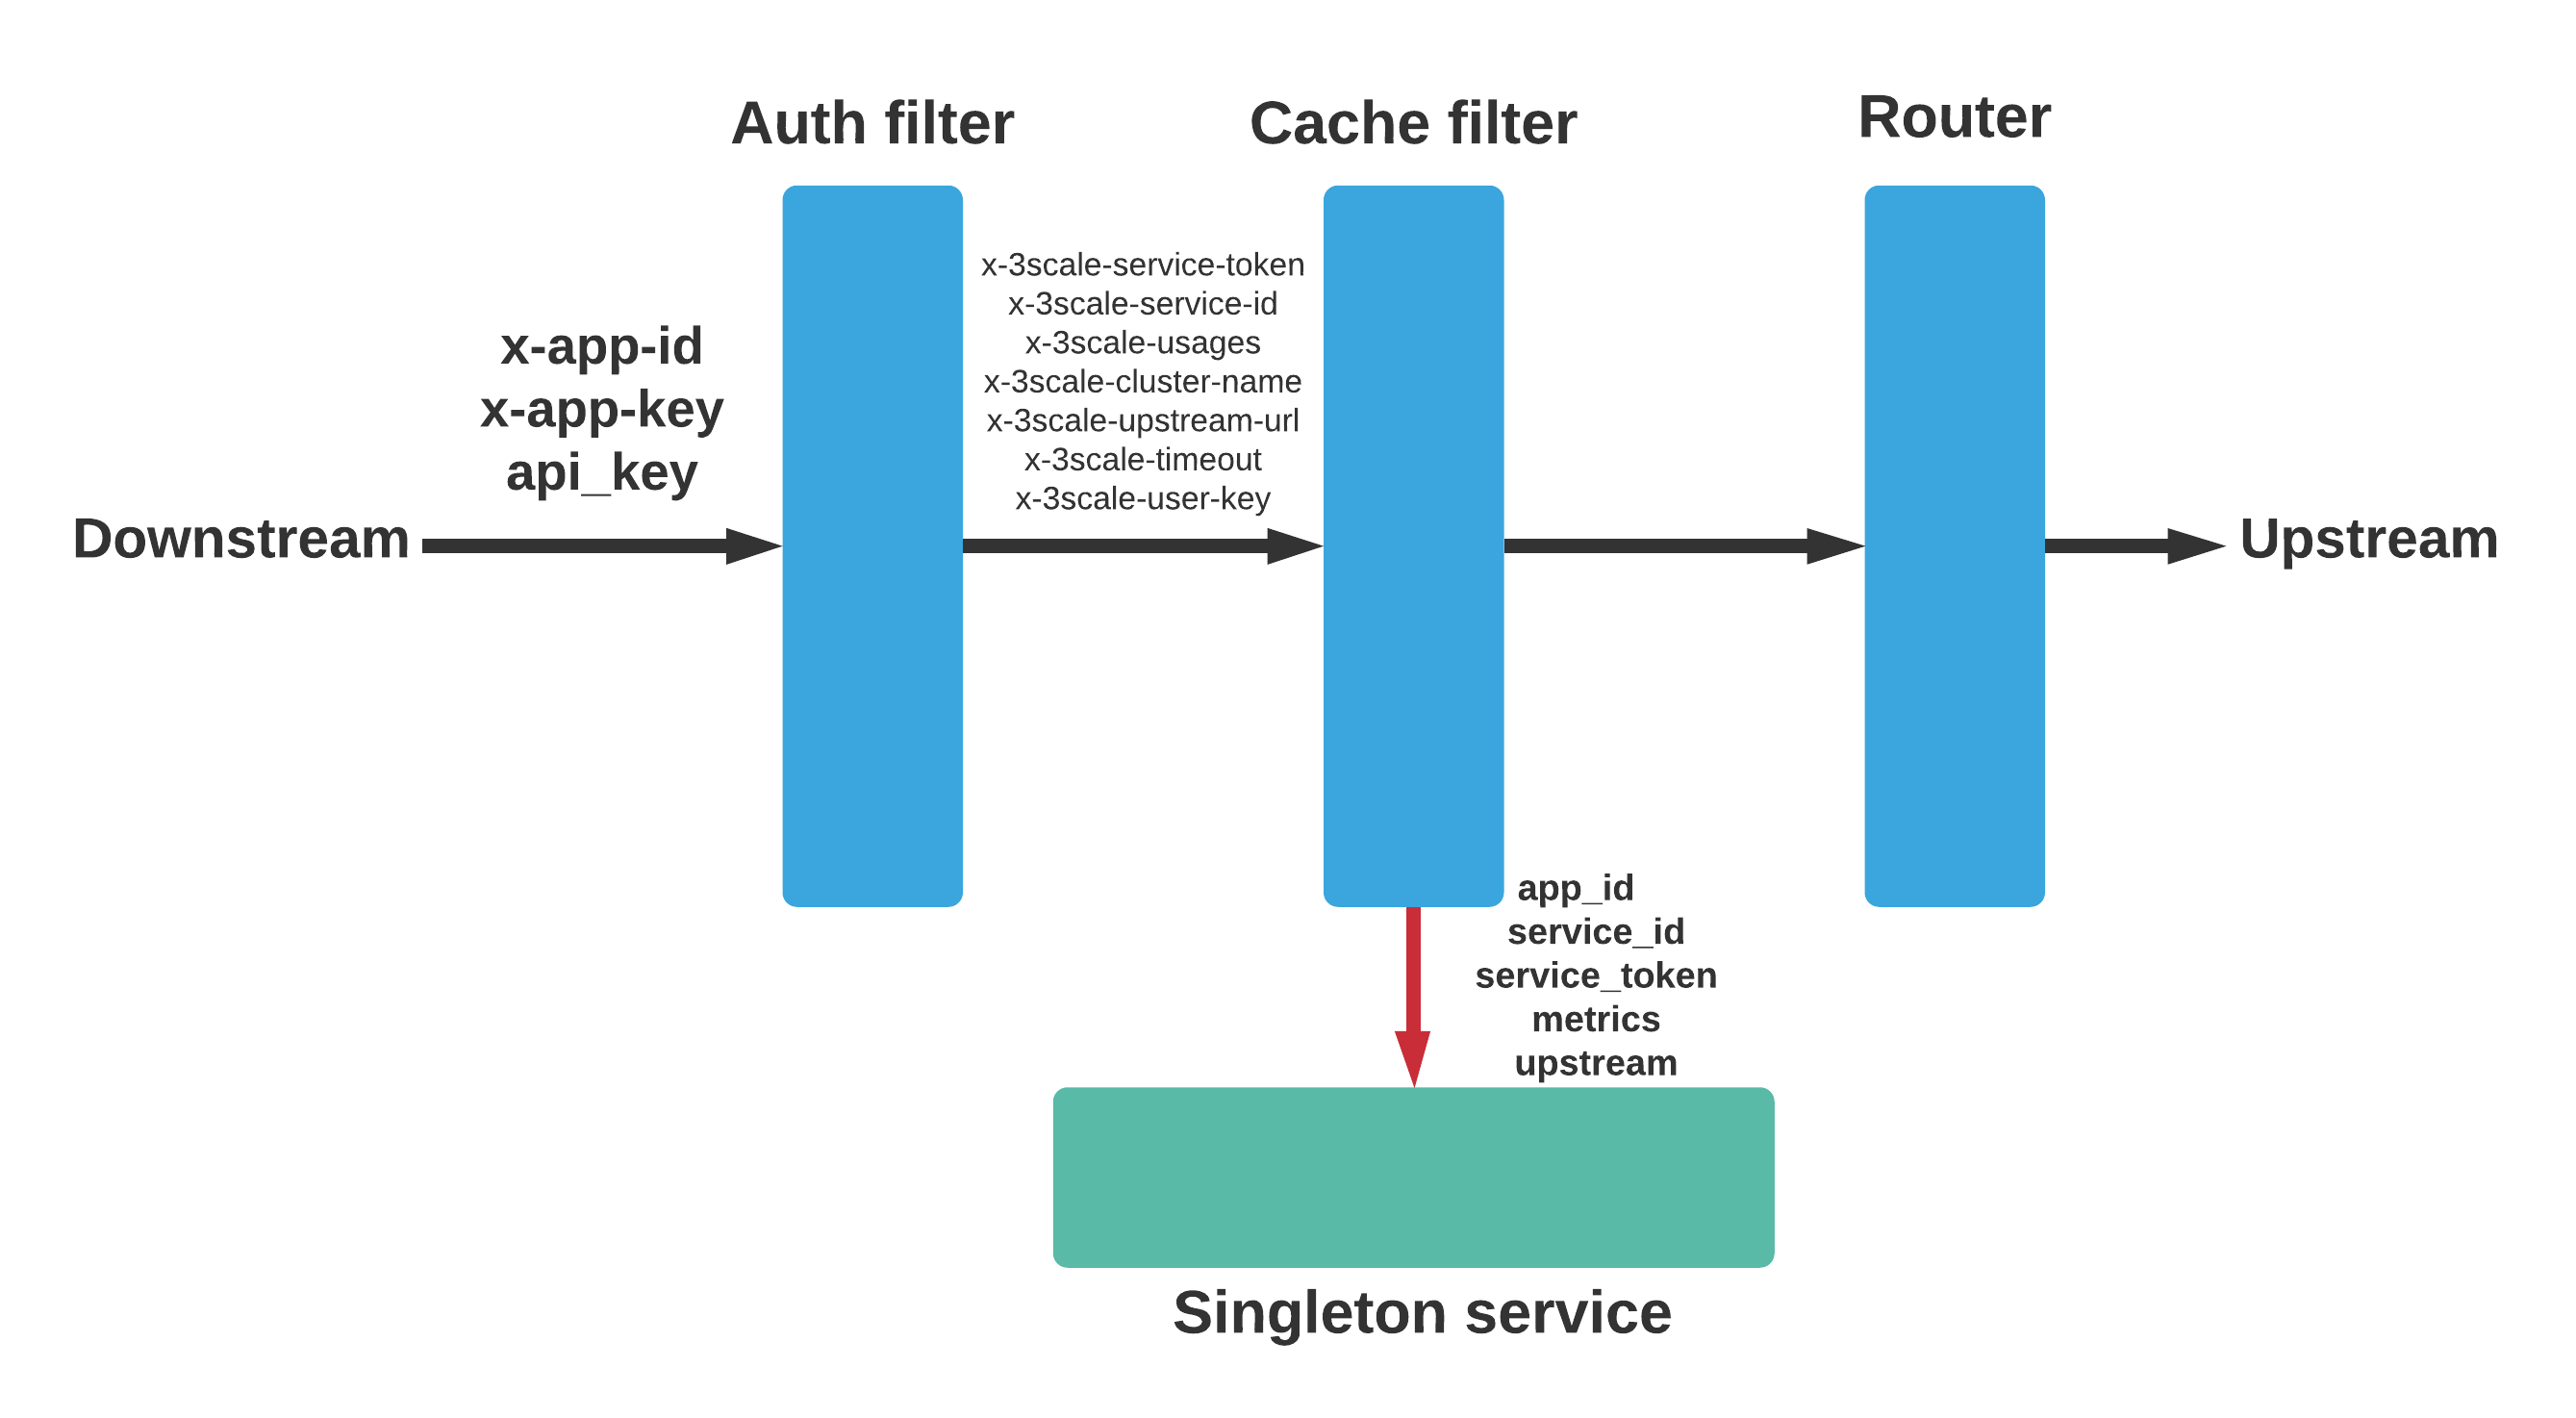 Auth filter
Cache filter
Router
x-3scale-service-token
x-3scale-service-id
x-3scale-usages
x-3scale-cluster-name
x-3scale-upstream-url
x-3scale-timeout
x-3scale-user-key
x-app-id
x-app-key
api_key
Downstream
Upstream
app_id
service_id
service_token
metrics
upstream
Singleton service